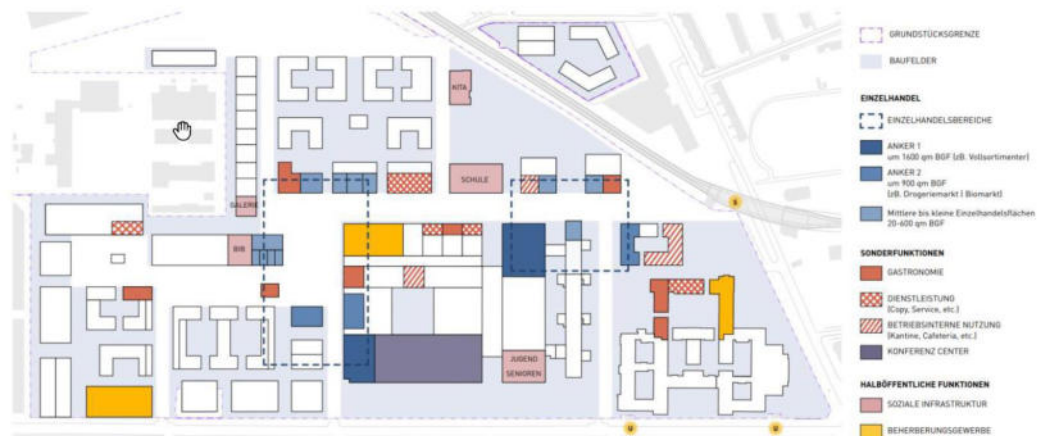 GRUNDSTÜCKSGRENZE
BAUFELDER
EINZELHANDEL
EINZELHANDELSBEREICHE
ANKER 1
um 1600 qm BGF (zB. Vollsortimenter)
ANKER 2
um 900 qm BGF
(zB. Drogeriemarkt | Biomarkt)
Mittlere bis kleine Einzelhandelsflächen
20-600 qm BGF
SONDERFUNKTIONEN
GASTRONOMIE
DIENSTLEISTUNG
(Copy, Service, etc.)
BETRIEBSINTERNE NUTZUNG
(Kantine, Cafeteria, etc.)
KONFERENZ CENTER
HALBÖFFENTLICHE FUNKTIONEN
SOZIALE INFRASTRUKTUR
BEHERBERUNGSGEWERBE
KITA
SCHULE
GALERIE
BIB
JUGEND
SENIOREN
S
U
U